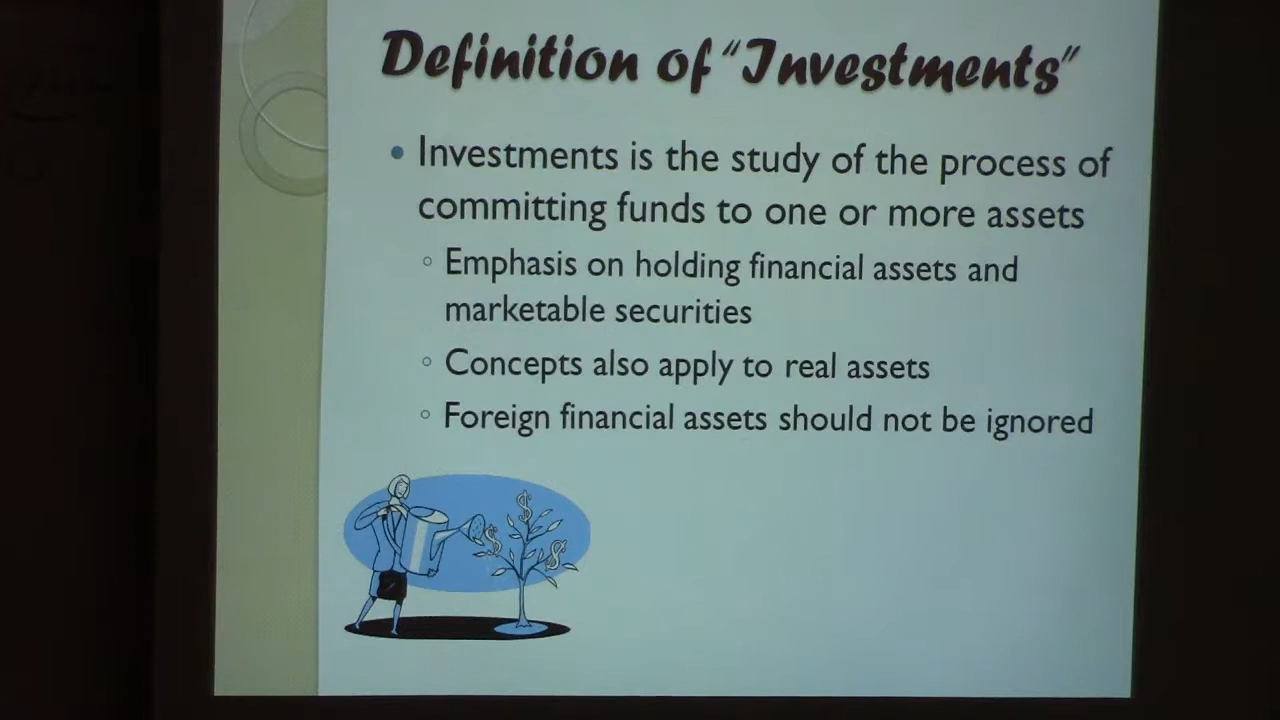 Definition of "Investments"
• Investments is the study of the process of
committing funds to one or more assets
◦ Emphasis on holding financial assets and
marketable securities
◦ Concepts also apply to real assets
◦ Foreign financial assets should not be ignored
$
$
$